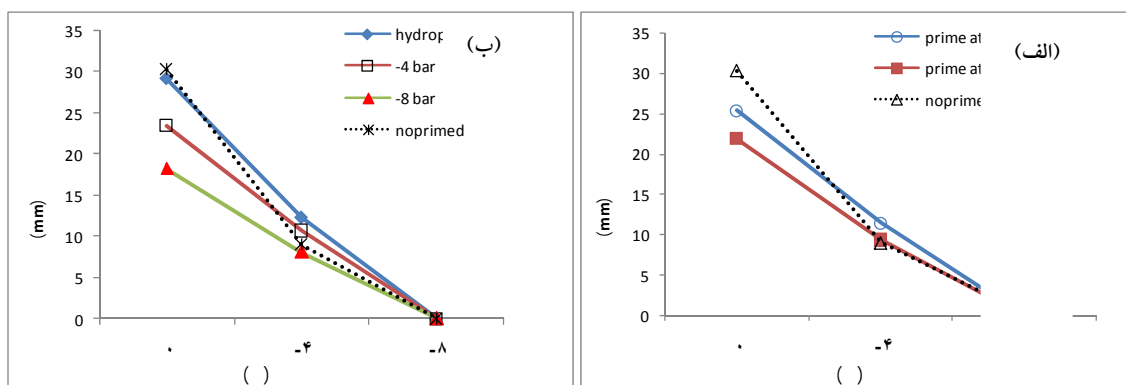 (ب)
hydrop
-4 bar
-8 bar
noprimed
35
30
25
20
15
10
5
0
(mm)
۰
-۴
-۸
( )
(الف)
prime at
prime at
noprime
35
30
25
20
15
10
5
0
(mm)
۰
-۴
( )